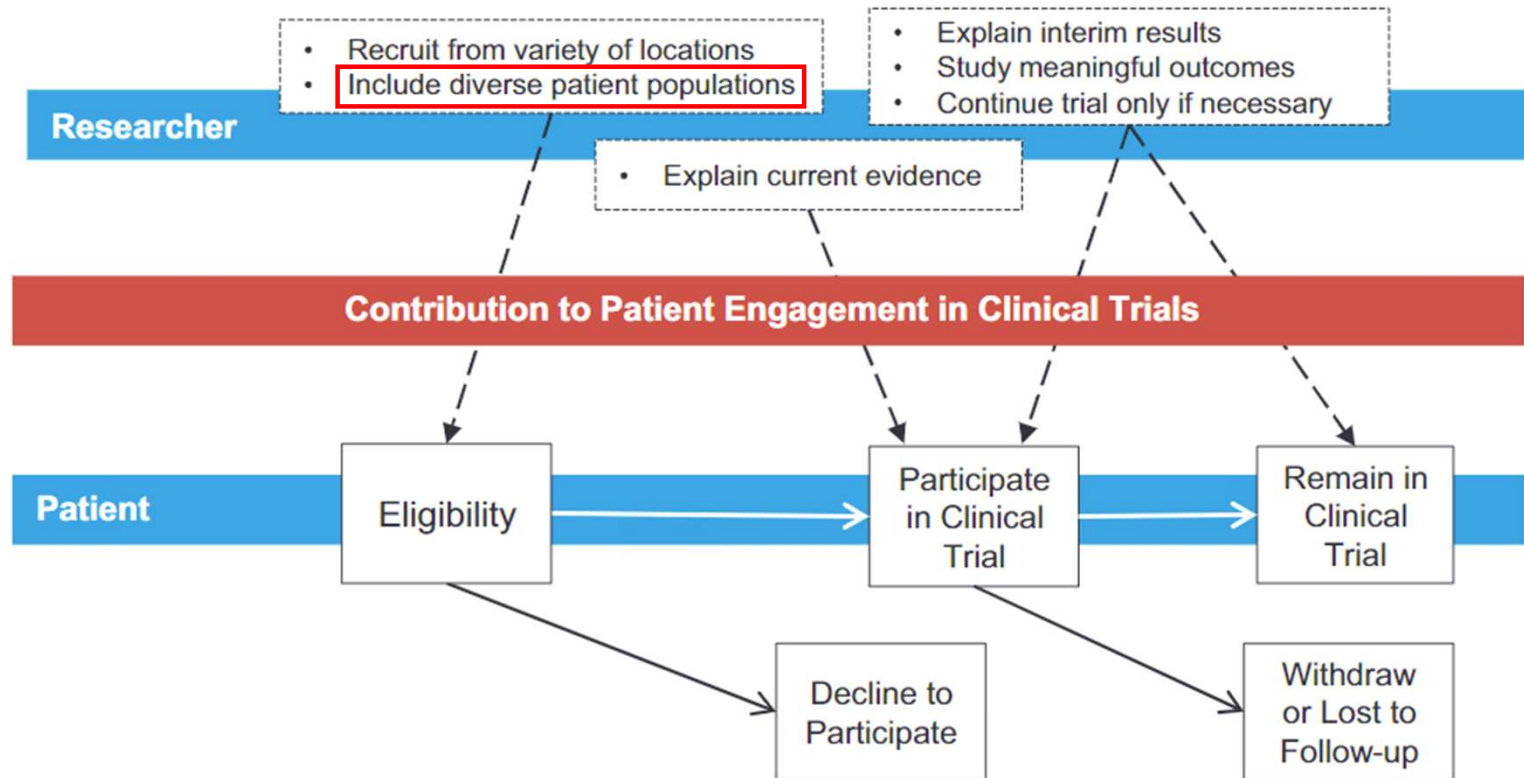 • Recruit from variety of locations
• Include diverse patient populations
• Explain interim results
• Study meaningful outcomes
• Continue trial only if necessary
Researcher
• Explain current evidence
Contribution to Patient Engagement in Clinical Trials
Patient
Eligibility
Participate
in Clinical
Trial
Remain in
Clinical
Trial
Decline to
Participate
Withdraw
or Lost to
Follow-up